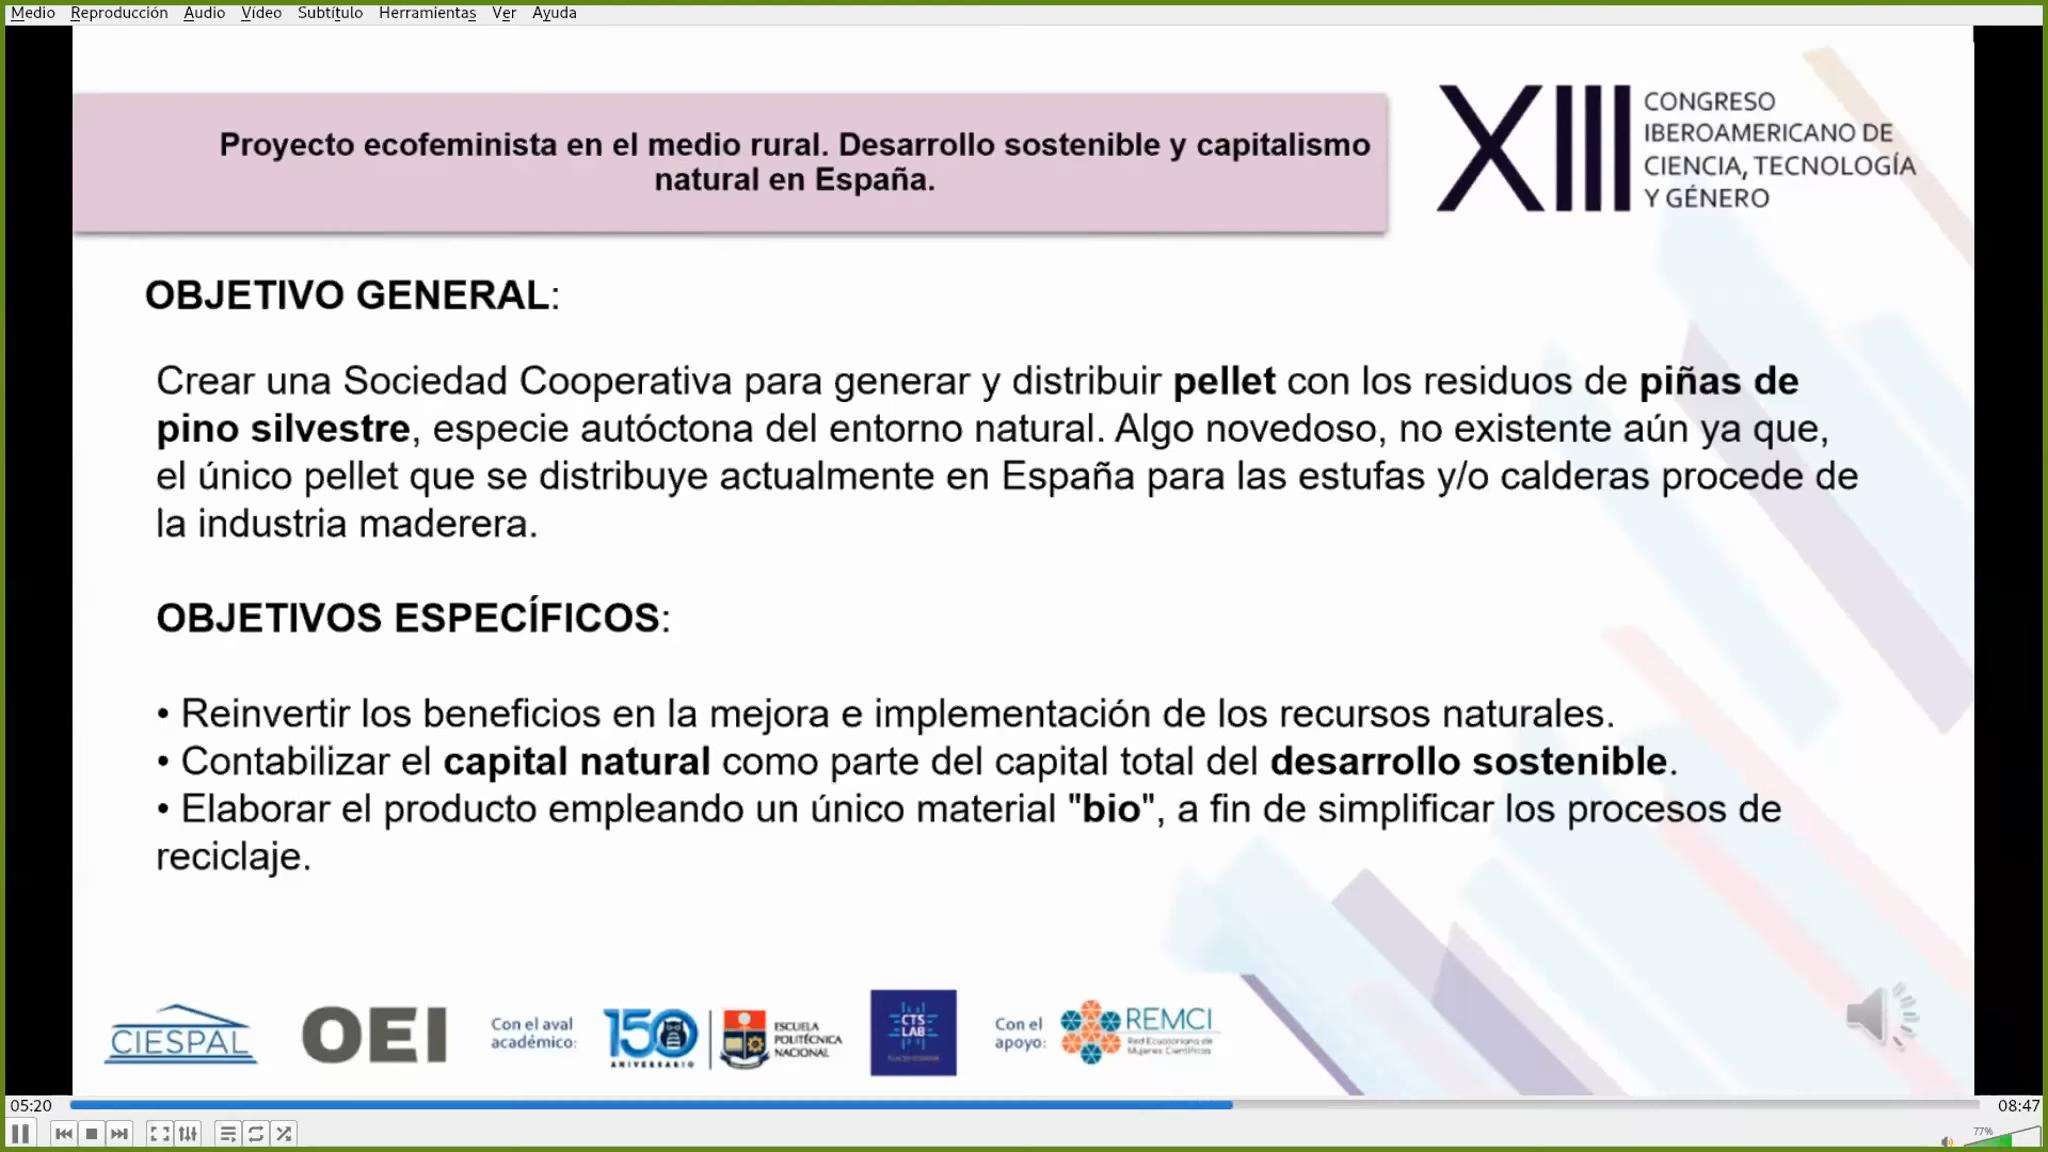 Medio Reproducción Audio Vídeo Subtítulo Herramientas Ver Ayuda
Proyecto ecofeminista en el medio rural. Desarrollo sostenible y capitalismo
natural en España.
XIII
CONGRESO
IBEROAMERICANO DE
CIENCIA, TECNOLOGÍA
Y GÉNERO
OBJETIVO GENERAL:
Crear una Sociedad Cooperativa para generar y distribuir pellet con los residuos de piñas de
pino silvestre, especie autóctona del entorno natural. Algo novedoso, no existente aún ya que,
el único pellet que se distribuye actualmente en España para las estufas y/o calderas procede de
la industria maderera.
OBJETIVOS ESPECÍFICOS:
• Reinvertir los beneficios en la mejora e implementación de los recursos naturales.
• Contabilizar el capital natural como parte del capital total del desarrollo sostenible.
• Elaborar el producto empleando un único material "bio", a fin de simplificar los procesos de
reciclaje.
CIESPAL
OEI
Con el aval
académico:
150
ANIVERSARIO
ESCUELA
POLITÉCNICA
NACIONAL
CTS
LAB
Con el
apoyo:
REMCI
Red Ecuatoriana de
Mujeres Científicas
05:20
08:47
77%